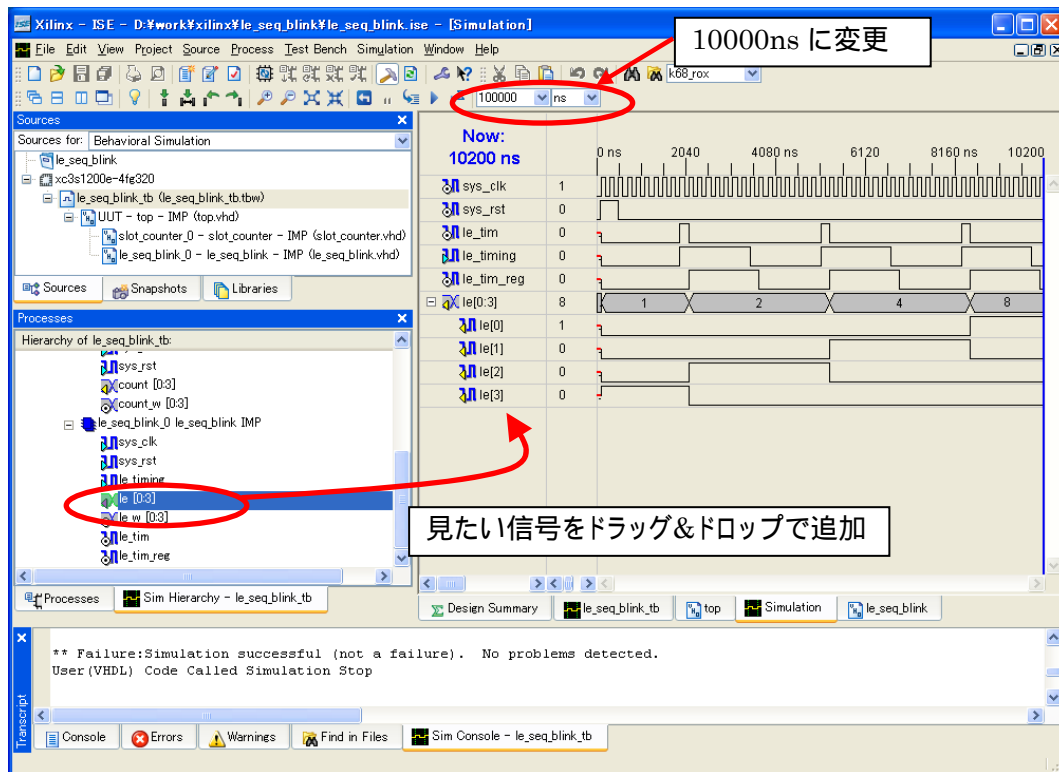 Xilinx - ISE - D:¥work¥xilinx¥le_seq_blink¥le_seq_blink.ise - [Simulation]
File Edit View Project Source Process Test Bench Simulation Window Help
10000ns に変更
k68_rox
100000 ns
Sources
Sources for: Behavioral Simulation
le_seq_blink
xc3s1200e-4fg320
le_seq_blink_tb (le_seq_blink_tb.tbw)
UUT - top - IMP (top.vhd)
slot_counter_0 - slot_counter - IMP (slot_counter.vhd)
le_seq_blink_0 - le_seq_blink - IMP (le_seq_blink.vhd)
Sources Snapshots Libraries
Processes
Hierarchy of le_seq_blink_tb:
sys_rst
count [0:3]
count_w [0:3]
le_seq_blink_0 le_seq_blink IMP
sys_clk
sys_rst
le_timing
le [0:3]
le_w [0:3]
le_tim
le_tim_reg
Processes Sim Hierarchy - le_seq_blink_tb
Now:
10200 ns
0 ns 2040 4080 ns 6120 8160 ns 10200
sys_clk 1
sys_rst 0
le_tim 0
le_timing 0
le_tim_reg 0
le[0:3] 8 1 2 4 8
le[0] 1
le[1] 0
le[2] 0
le[3] 0
見たい信号をドラッグ&ドロップで追加
Design Summary le_seq_blink_tb top Simulation le_seq_blink
** Failure:Simulation successful (not a failure). No problems detected.
User(VHDL) Code Called Simulation Stop
Transcript
Console Errors Warnings Find in Files Sim Console - le_seq_blink_tb